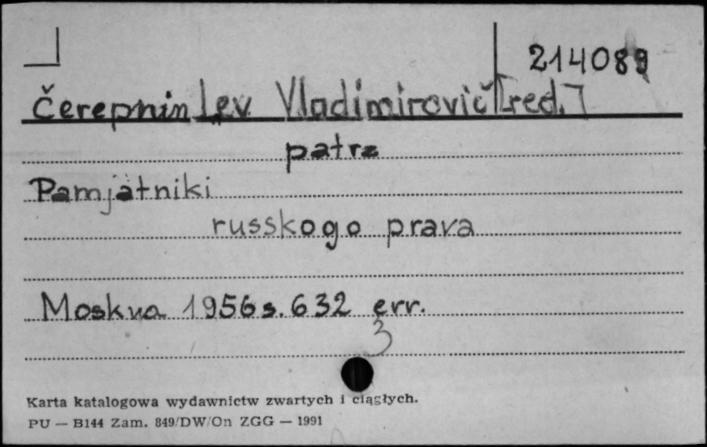 214089
Čerepnin Lev Vladimirovič [red.]
patrz
Pamjatniki
russkogo prava
Moskva 1956 s. 632 err.
3
Karta katalogowa wydawnictw zwartych i ciągłych.
PU — B144 Zam. 849/DW/On ZGG — 1991